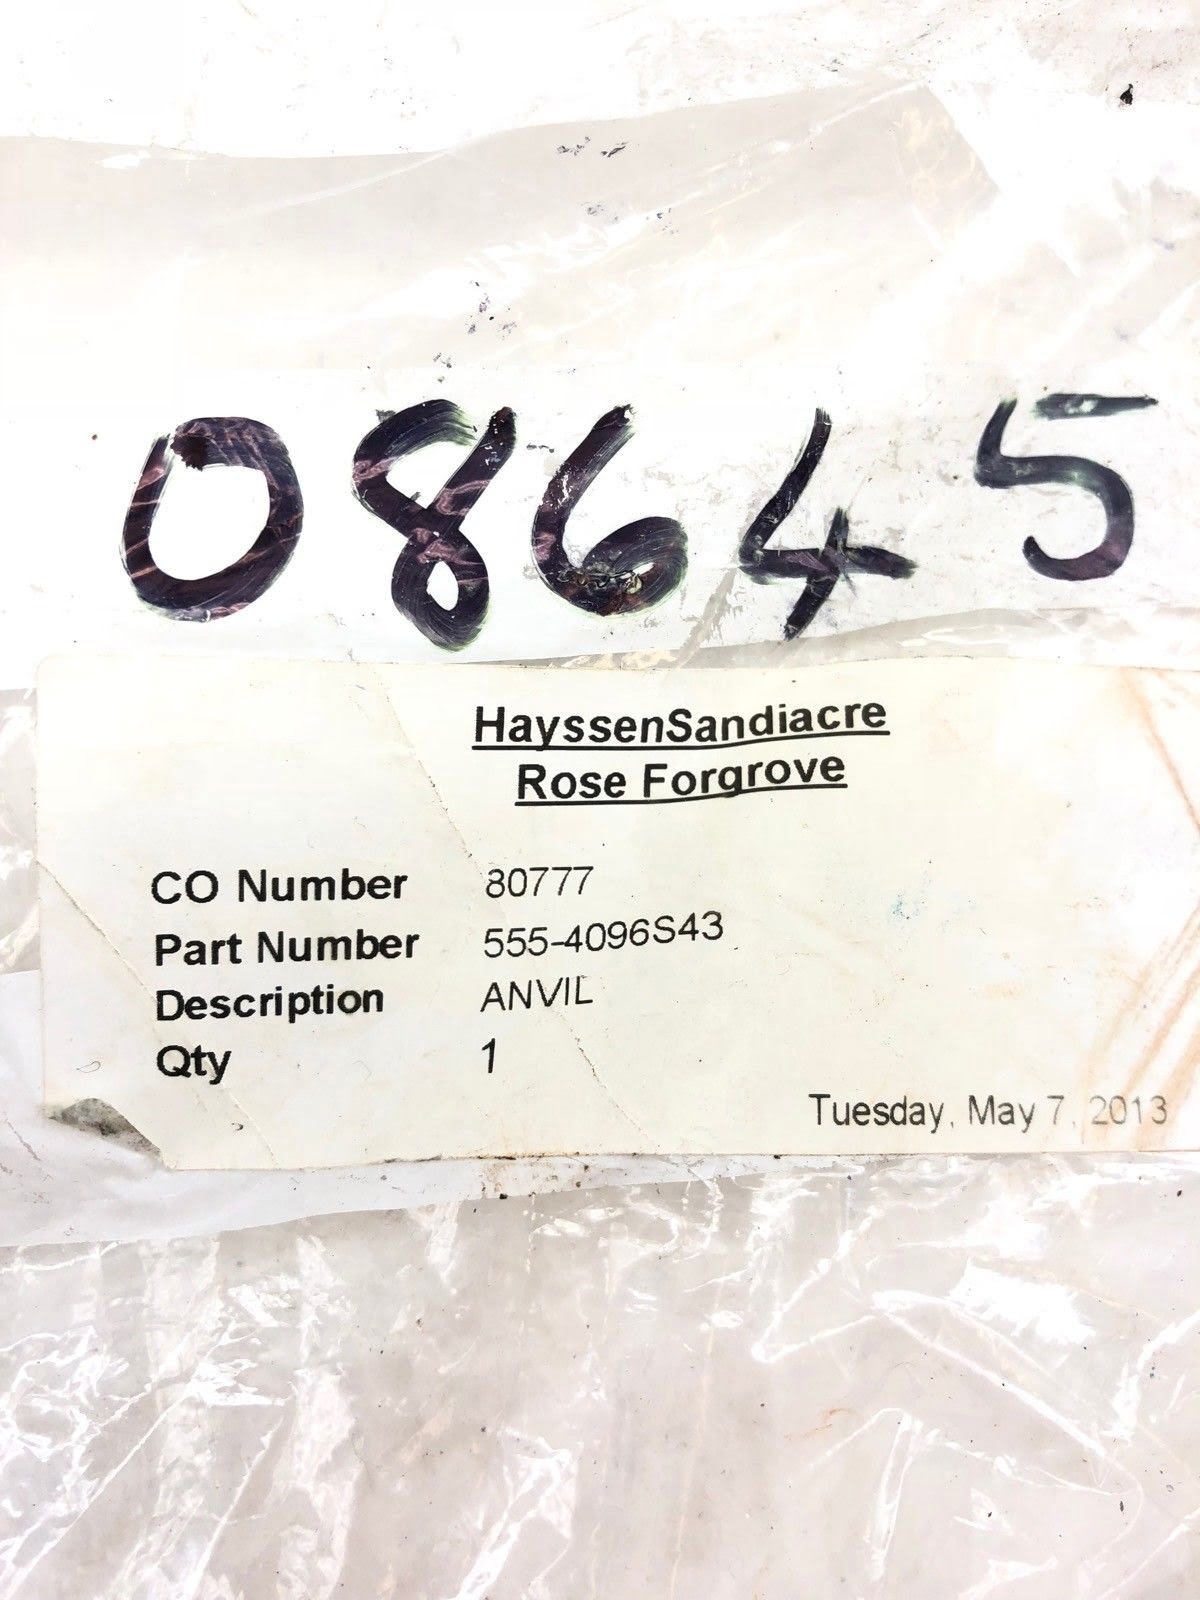 08645
HayssenSandiacre
Rose Forgrove
CO Number 80777
Part Number 555-4096S43
Description ANVIL
Qty 1
Tuesday, May 7, 2013